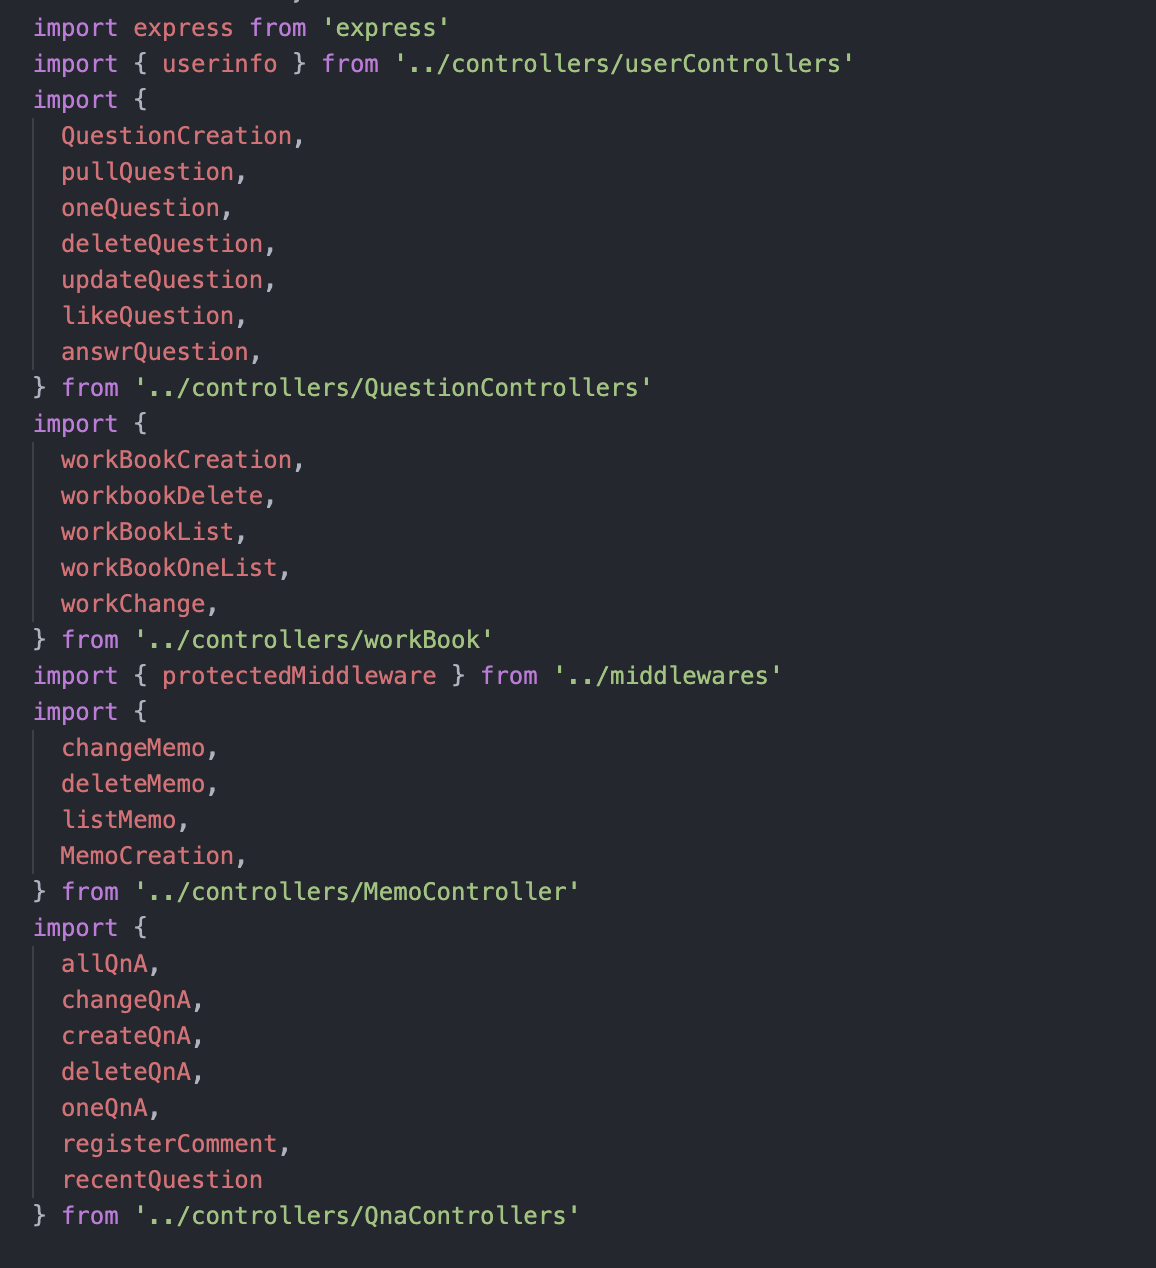 import express from 'express'
import { userinfo } from '../controllers/userControllers'
import {
  QuestionCreation,
  pullQuestion,
  oneQuestion,
  deleteQuestion,
  updateQuestion,
  likeQuestion,
  answrQuestion,
} from '../controllers/QuestionControllers'
import {
  workBookCreation,
  workbookDelete,
  workBookList,
  workBookOneList,
  workChange,
} from '../controllers/workBook'
import { protectedMiddleware } from '../middlewares'
import {
  changeMemo,
  deleteMemo,
  listMemo,
  MemoCreation,
} from '../controllers/MemoController'
import {
  allQnA,
  changeQnA,
  createQnA,
  deleteQnA,
  oneQnA,
  registerComment,
  recentQuestion
} from '../controllers/QnaControllers'